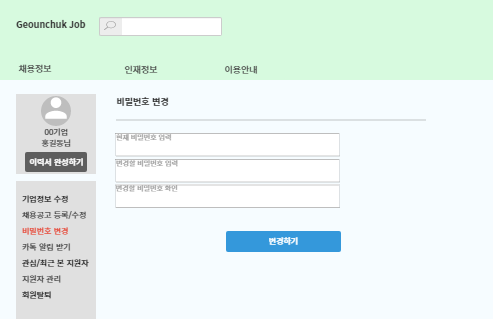 Geounchuk Job
채용정보
인재정보
이용안내
00기업
홍길동님
이력서 완성하기
기업정보 수정
채용공고 등록/수정
비밀번호 변경
카톡 알림 받기
관심/최근 본 지원자
지원자 관리
회원탈퇴
비밀번호 변경
현재 비밀번호 입력
변경할 비밀번호 입력
변경할 비밀번호 확인
변경하기